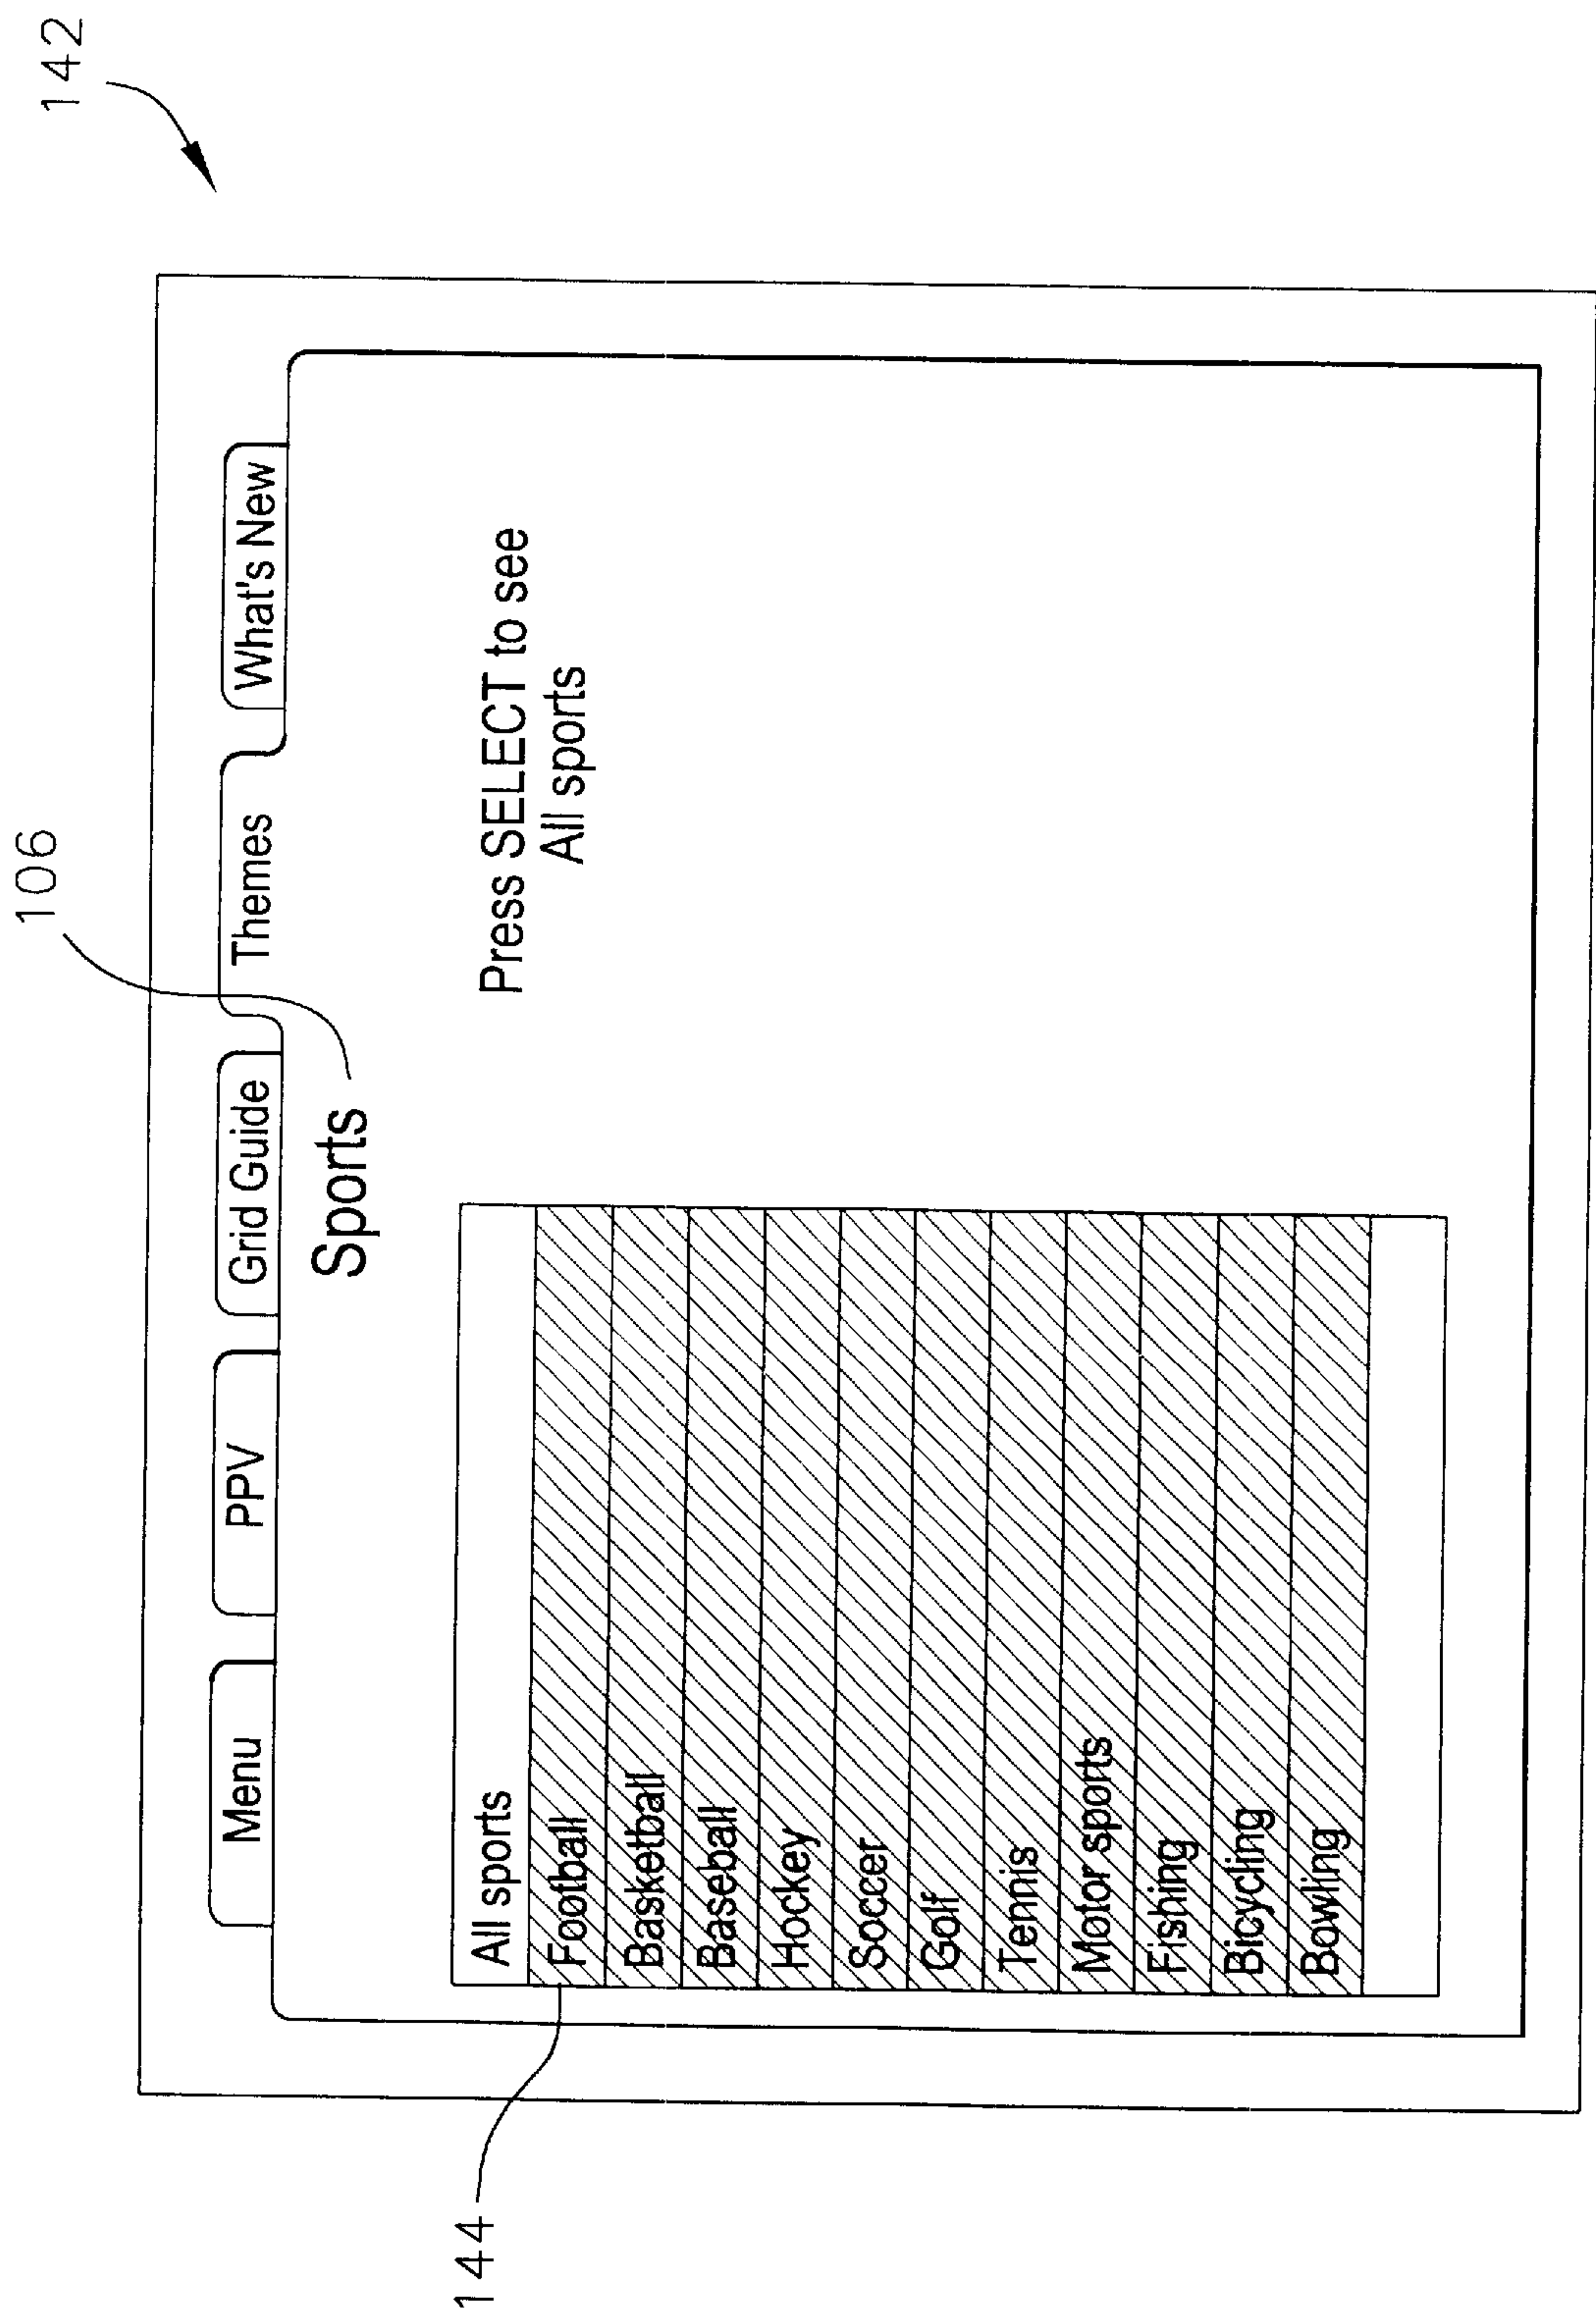 142
106
Menu PPV Grid Guide Themes What's New
Sports
All sports
Football
Basketball
Baseball
Hockey
Soccer
Golf
Tennis
Motor sports
Fishing
Bicycling
Bowling
Press SELECT to see
All sports
144